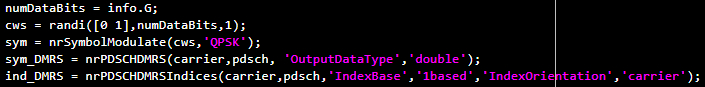 numDataBits = info.G;
cws = randi([0 1],numDataBits,1);
sym = nrSymbolModulate(cws,'QPSK');
sym_DMRS = nrPDSCHDMRS(carrier,pdsch, 'OutputDataType','double');
ind_DMRS = nrPDSCHDMRSIndices(carrier,pdsch,'IndexBase','1based','IndexOrientation','carrier');